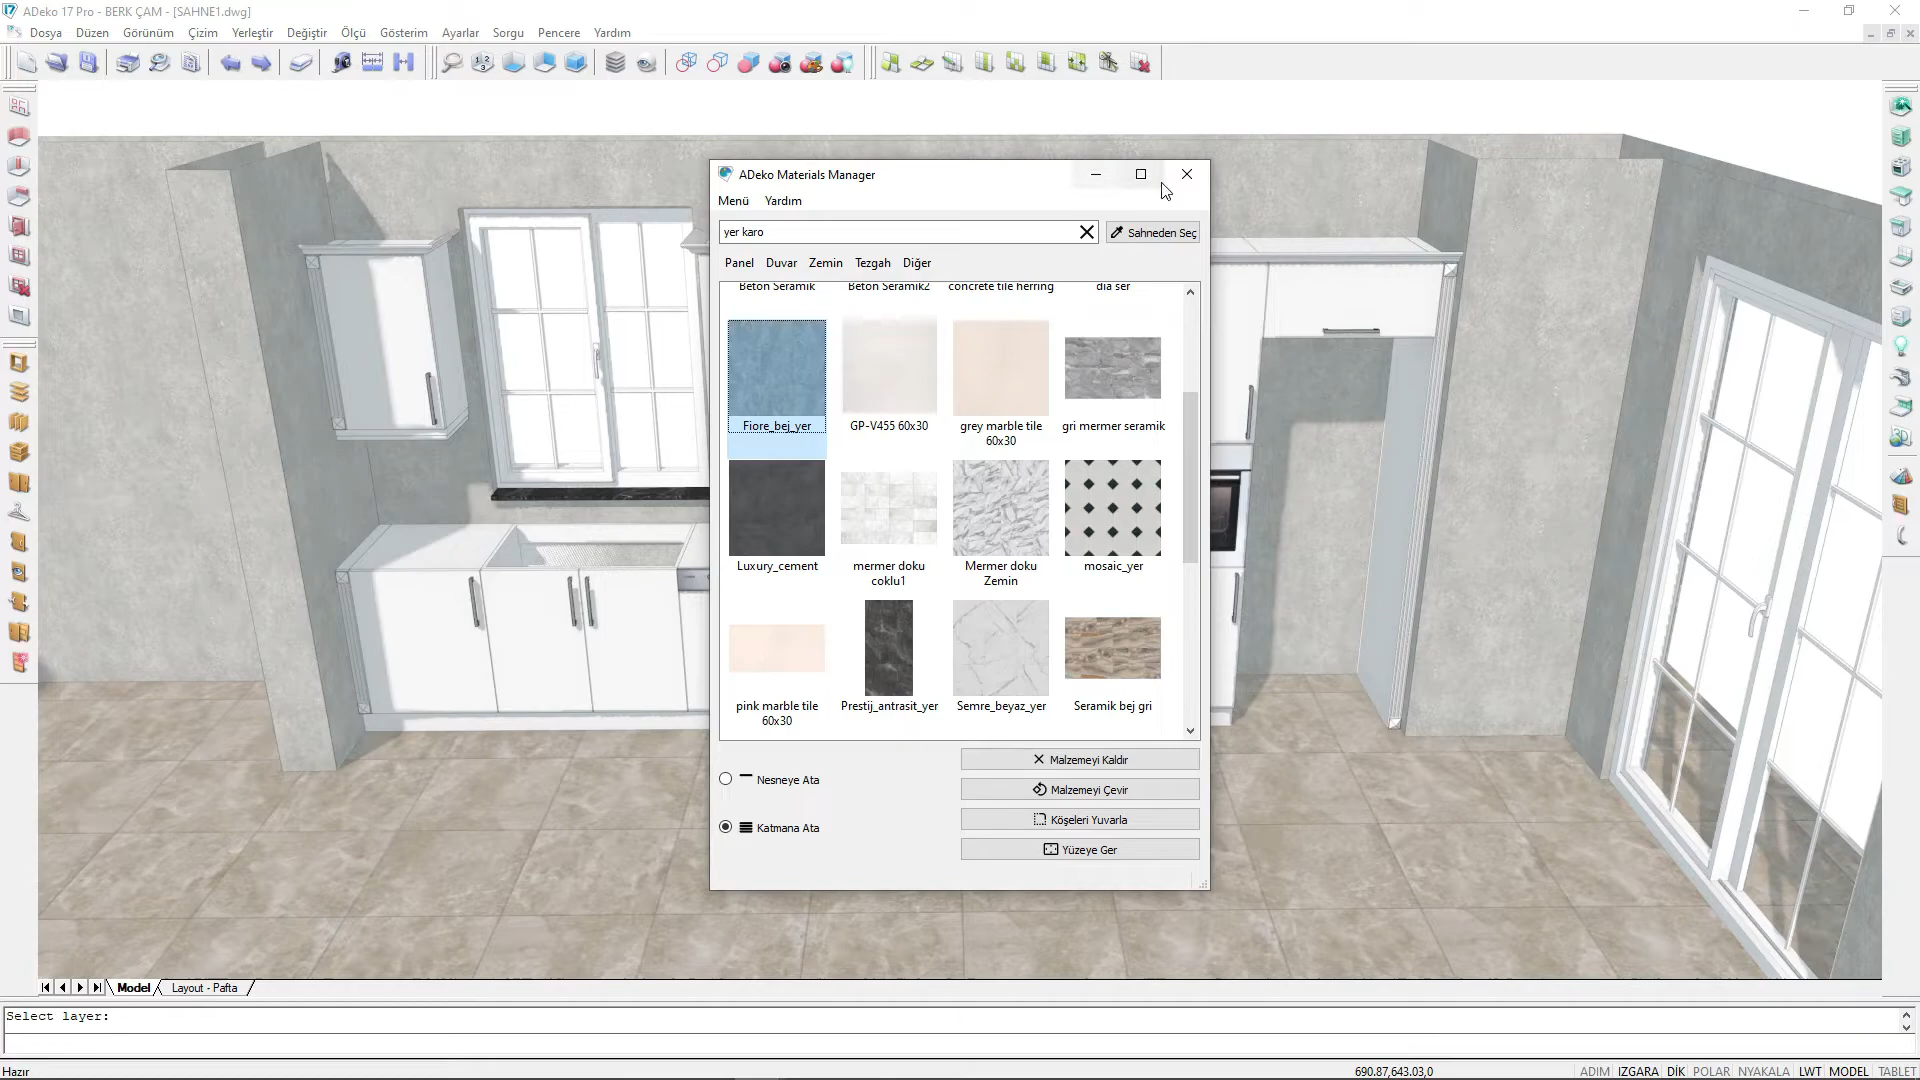 ADeko 17 Pro - BERK ÇAM - [SAHNE1.dwg]
Dosya Düzen Görünüm Çizim Yerleştir Değiştir Ölçü Gösterim Ayarlar Sorgu Pencere Yardım
ADeko Materials Manager
Menü Yardım
yer karo
Sahneden Seç
Panel Duvar Zemin Tezgah Diğer
Beton Seramik Beton Seramik2 concrete tile herring dia ser
Fiore_bej_yer GP-V455 60x30 grey marble tile 60x30 gri mermer seramik
Luxury_cement mermer doku coklu1 Mermer doku Zemin mosaic_yer
pink marble tile 60x30 Prestij_antrasit_yer Semre_beyaz_yer Seramik bej gri
Malzemeyi Kaldır
Nesneye Ata
Malzemeyi Çevir
Köşeleri Yuvarla
Katmana Ata
Yüzeye Ger
Model Layout - Pafta
Select layer:
Hazır 690.87,643.03,0 ADIM IZGARA DİK POLAR NYAKALA LWT MODEL TABLET